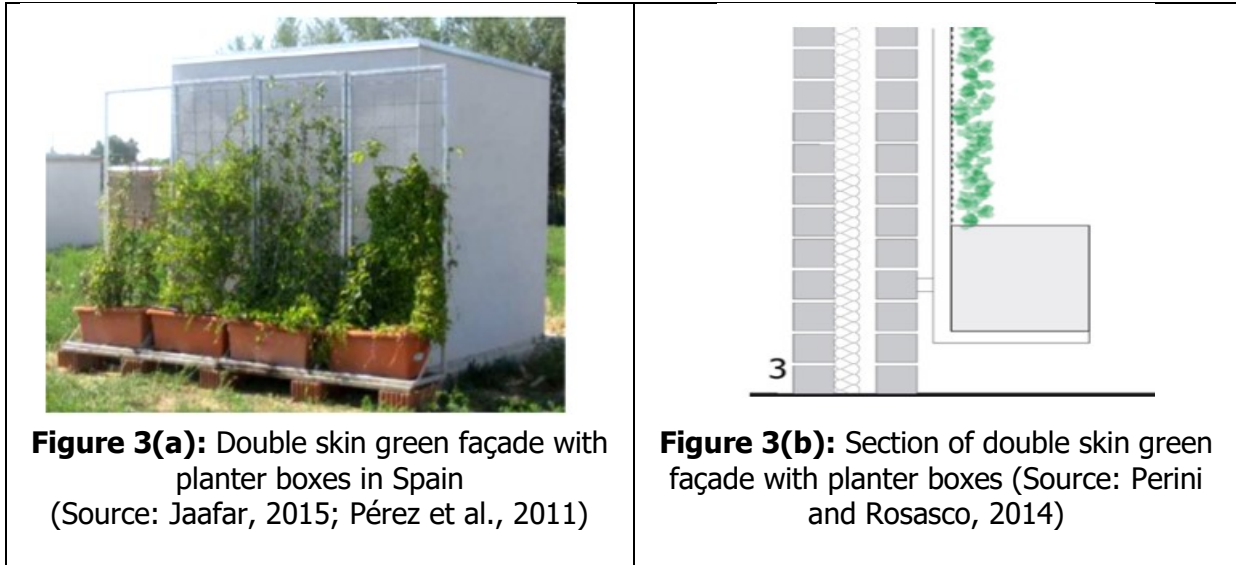 3
Figure 3(a): Double skin green façade with
planter boxes in Spain
(Source: Jaafar, 2015; Pérez et al., 2011)
Figure 3(b): Section of double skin green
façade with planter boxes (Source: Perini
and Rosasco, 2014)